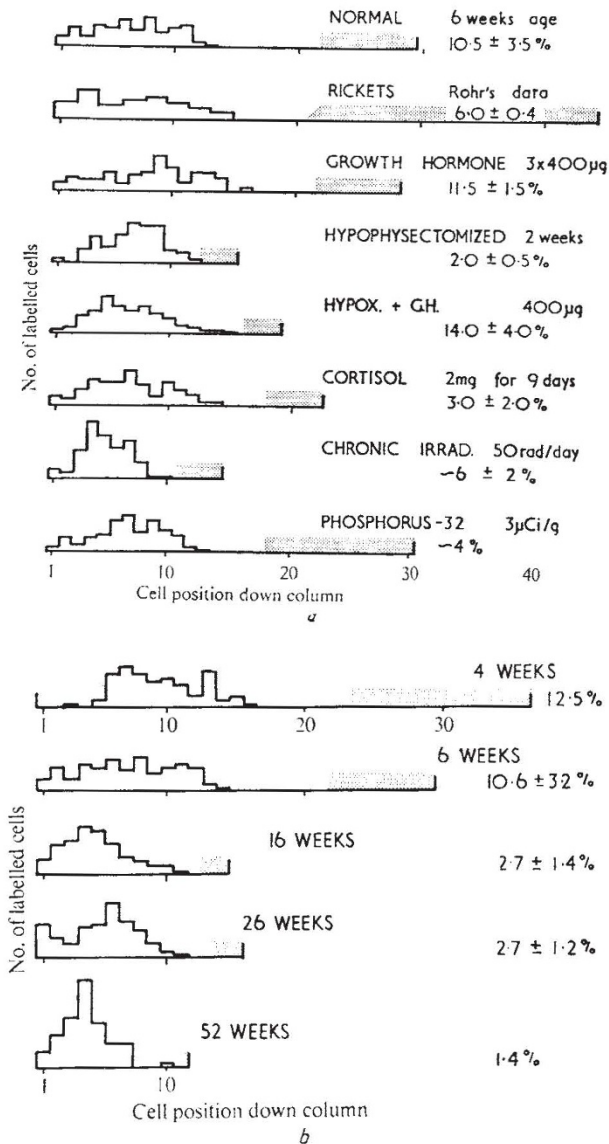 NORMAL 6 weeks age
10·5 ± 3·5%
RICKETS Rohr's data
6·0 ± 0·4
GROWTH HORMONE 3x400µg
11·5 ± 1·5%
HYPOPHYSECTOMIZED 2 weeks
2·0 ± 0·5%
HYPOX. + G.H. 400µg
14·0 ± 4·0%
CORTISOL 2mg for 9 days
3·0 ± 2·0%
CHRONIC IRRAD. 50rad/day
~6 ± 2%
PHOSPHORUS-32 3µCi/g
~4%
No. of labelled cells
1 10 20 30 40
Cell position down column
a
4 WEEKS
12·5%
1 10 20 30
6 WEEKS
10·6 ±3·2%
16 WEEKS
2·7 ± 1·4%
26 WEEKS
2·7 ± 1·2%
52 WEEKS
1·4%
No. of labelled cells
1 10
Cell position down column
b